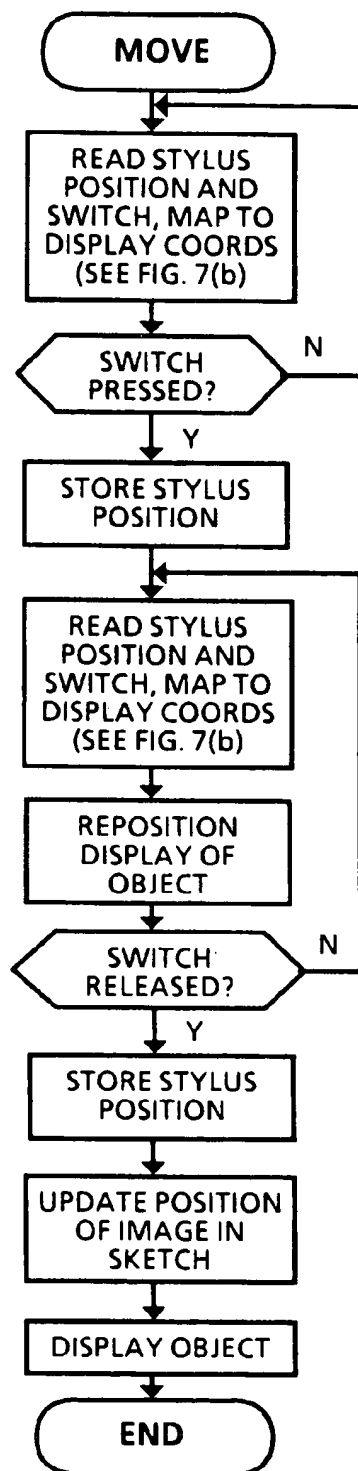 MOVE
READ STYLUS
POSITION AND
SWITCH, MAP TO
DISPLAY COORDS
(SEE FIG. 7(b)
SWITCH
PRESSED?
N
Y
STORE STYLUS
POSITION
READ STYLUS
POSITION AND
SWITCH, MAP TO
DISPLAY COORDS
(SEE FIG. 7(b)
REPOSITION
DISPLAY OF
OBJECT
SWITCH
RELEASED?
N
Y
STORE STYLUS
POSITION
UPDATE POSITION
OF IMAGE IN
SKETCH
DISPLAY OBJECT
END